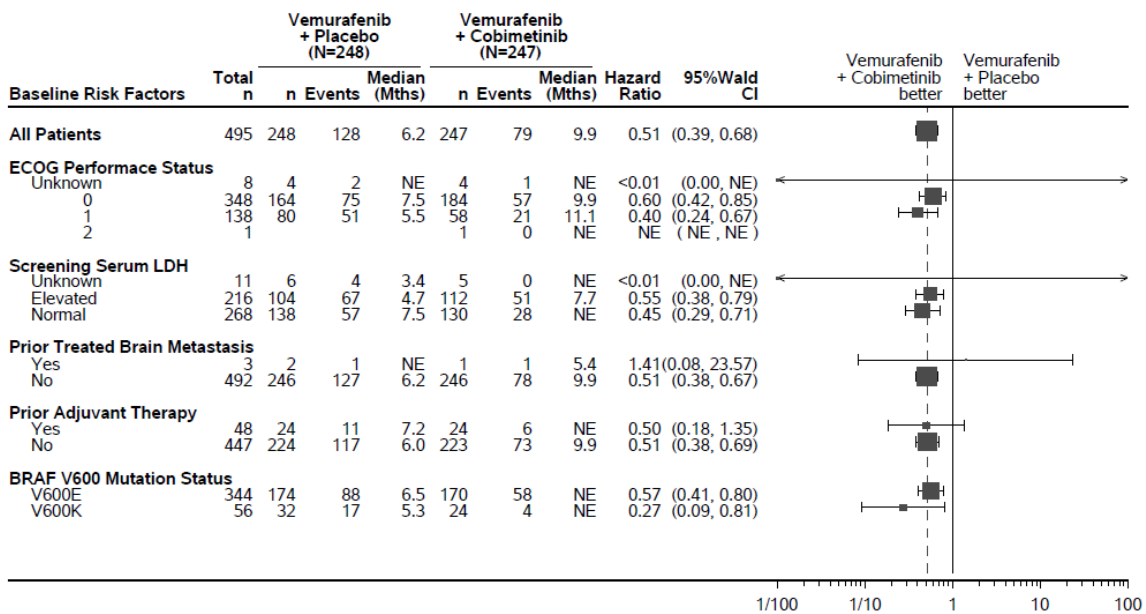 Vemurafenib Vemurafenib
+ Placebo + Cobimetinib
(N=248) (N=247)
Vemurafenib Vemurafenib
Total Median Median Hazard 95%Wald + Cobimetinib + Placebo
Baseline Risk Factors n n Events (Mths) n Events (Mths) Ratio CI better better
All Patients 495 248 128 6.2 247 79 9.9 0.51 (0.39, 0.68)
ECOG Performace Status
Unknown 8 4 2 NE 4 1 NE <0.01 (0.00, NE)
0 348 164 75 7.5 184 57 9.9 0.60 (0.42, 0.85)
1 138 80 51 5.5 58 21 11.1 0.40 (0.24, 0.67)
2 1 1 0 NE NE ( NE , NE )
Screening Serum LDH
Unknown 11 6 4 3.4 5 0 NE <0.01 (0.00, NE)
Elevated 216 104 67 4.7 112 51 7.7 0.55 (0.38, 0.79)
Normal 268 138 57 7.5 130 28 NE 0.45 (0.29, 0.71)
Prior Treated Brain Metastasis
Yes 3 2 1 NE 1 1 5.4 1.41(0.08, 23.57)
No 492 246 127 6.2 246 78 9.9 0.51 (0.38, 0.67)
Prior Adjuvant Therapy
Yes 48 24 11 7.2 24 6 NE 0.50 (0.18, 1.35)
No 447 224 117 6.0 223 73 9.9 0.51 (0.38, 0.69)
BRAF V600 Mutation Status
V600E 344 174 88 6.5 170 58 NE 0.57 (0.41, 0.80)
V600K 56 32 17 5.3 24 4 NE 0.27 (0.09, 0.81)
1/100 1/10 1 10 100